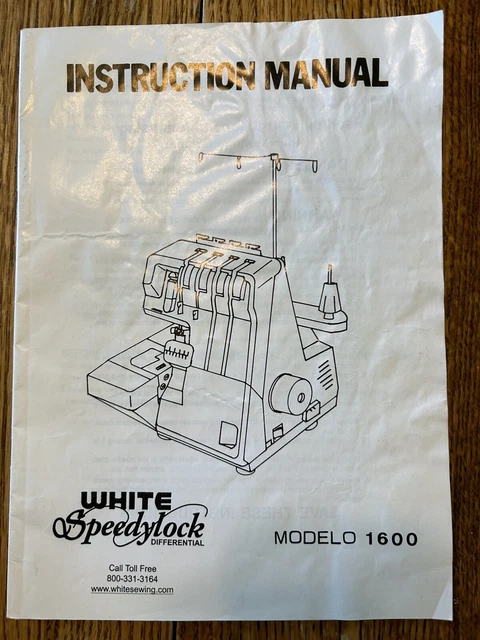 INSTRUCTION MANUAL
WHITE
Speedylock
DIFFERENTIAL
MODELO 1600
Call Toll Free
800-331-3164
www.whitesewing.com